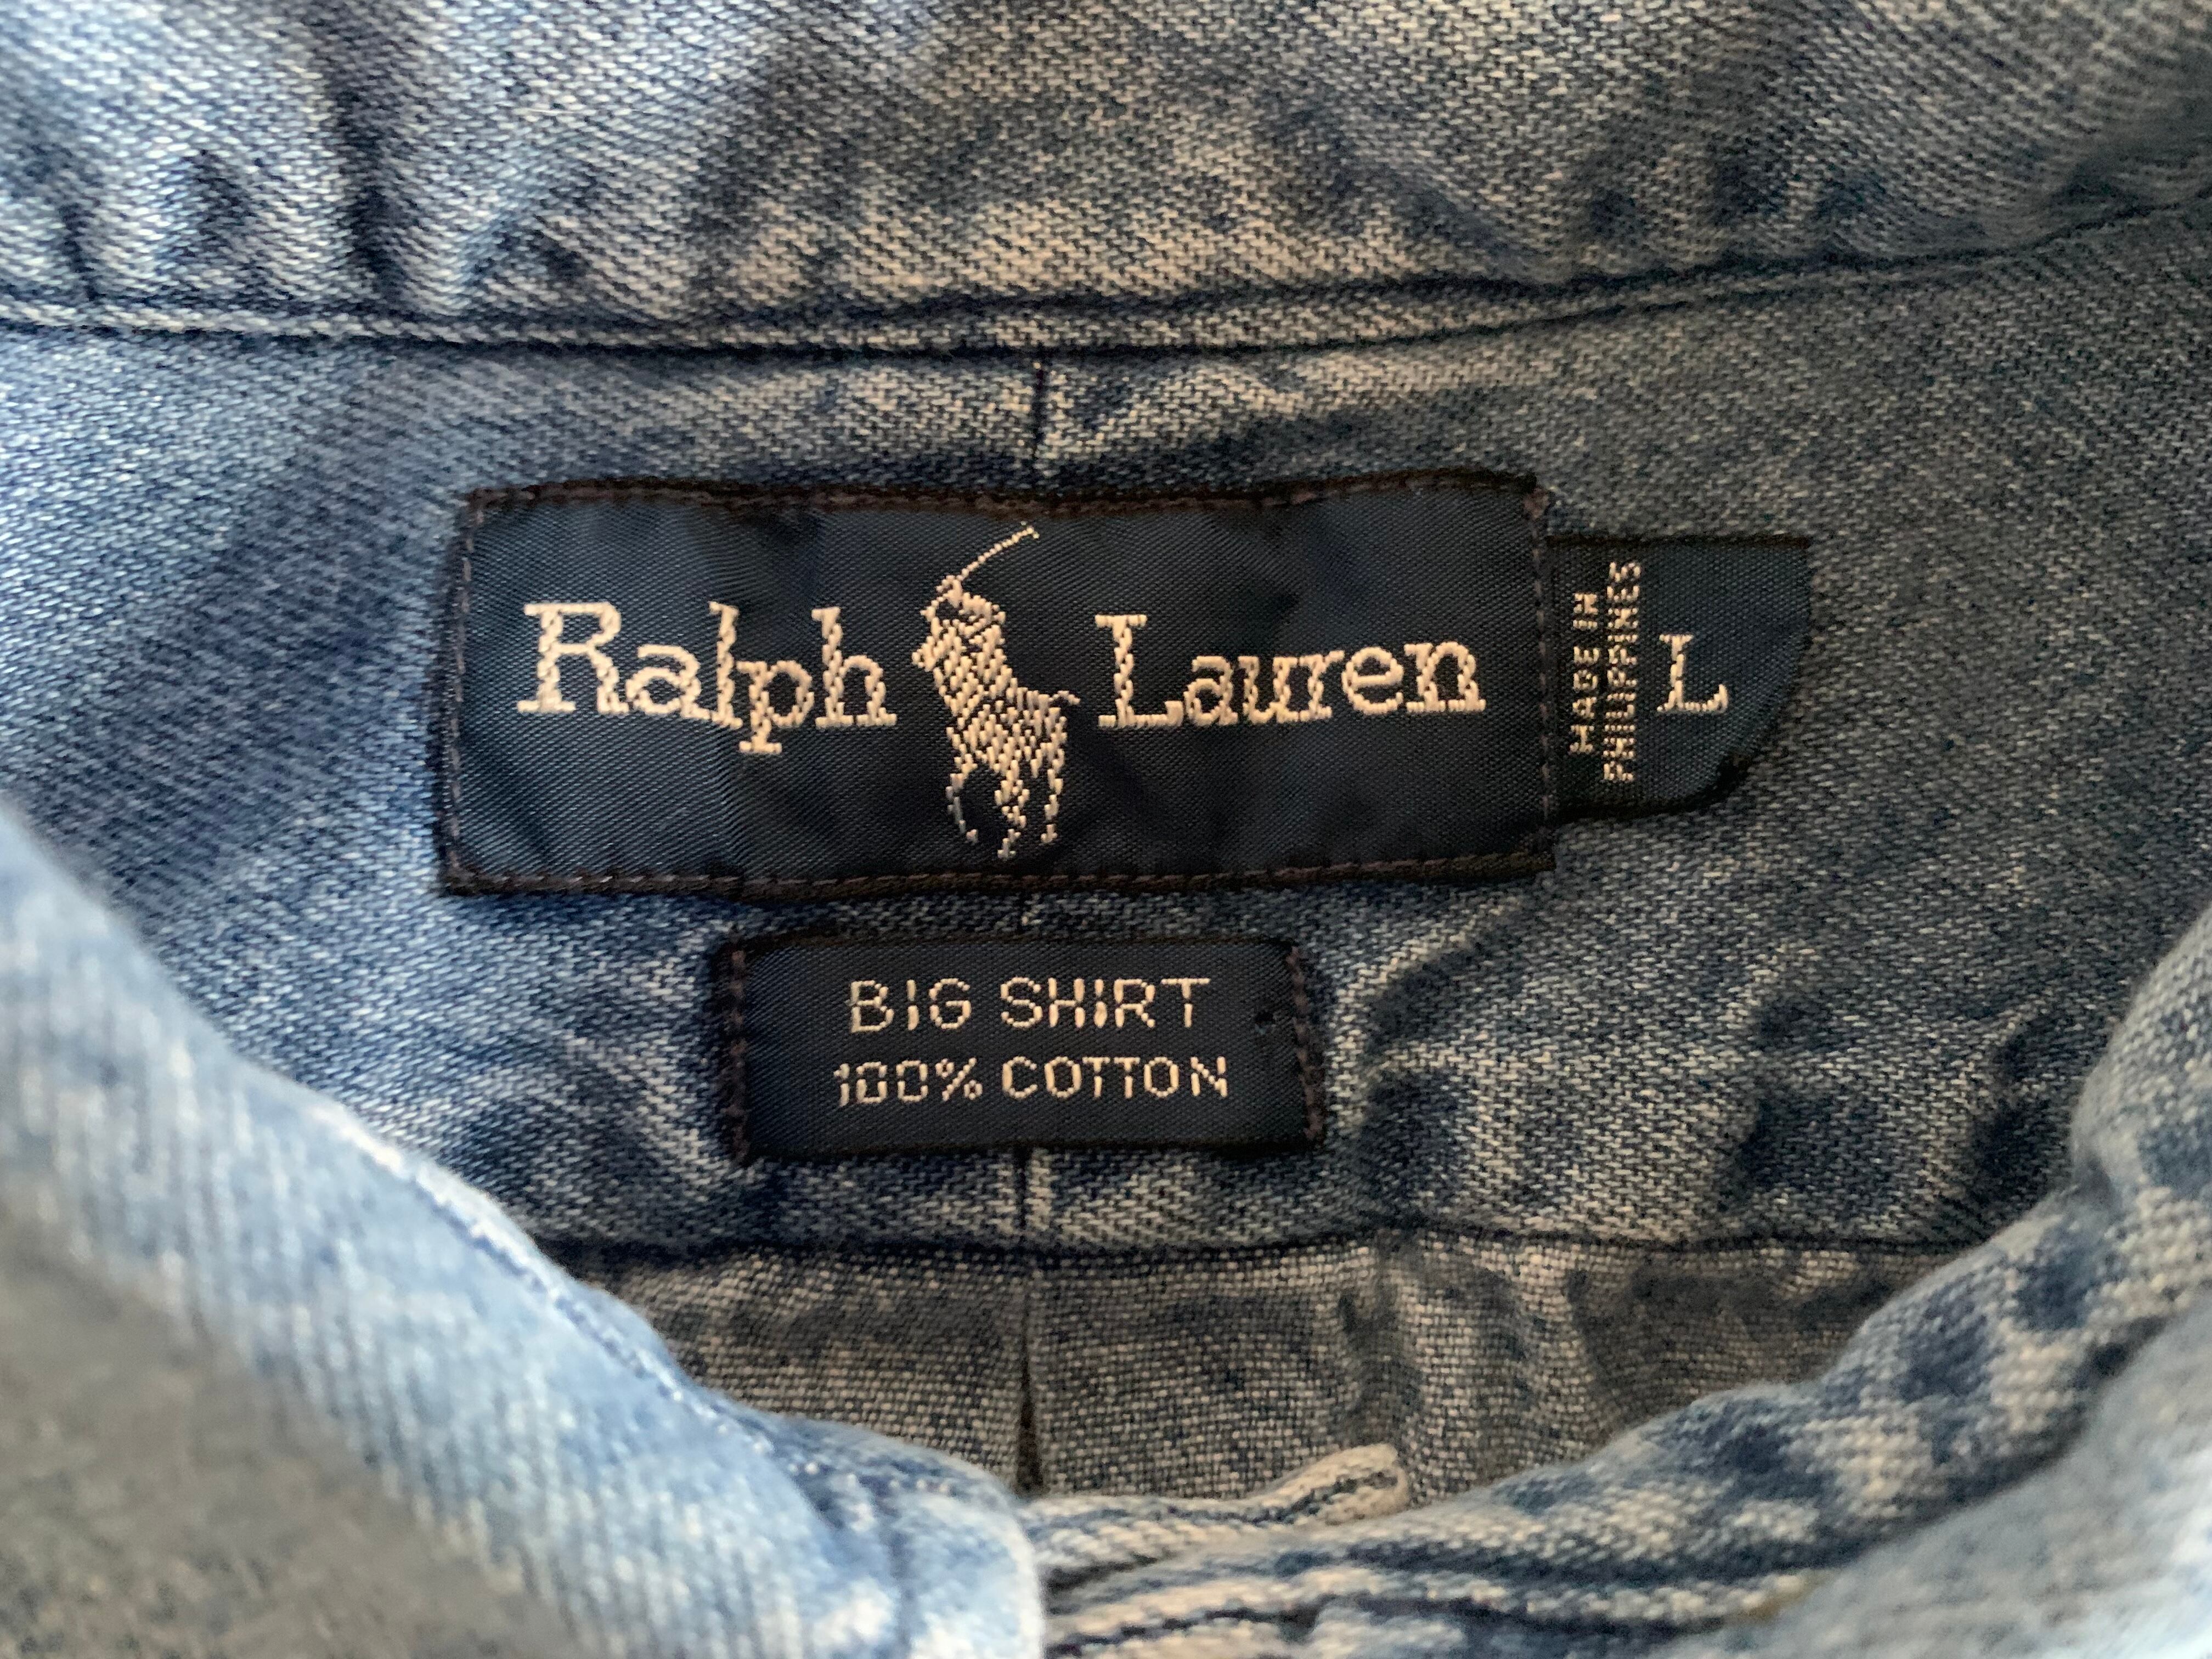 Ralph Lauren
MADE IN
PHILIPPINES
L
BIG SHIRT
100% COTTON